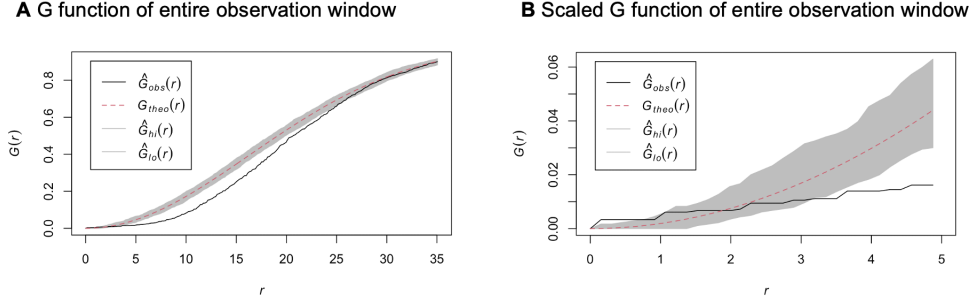 A G function of entire observation window
B Scaled G function of entire observation window
G(r)
0.0 0.2 0.4 0.6 0.8
Ĝobs(r)
Gtheo(r)
Ĝhi(r)
Ĝlo(r)
0 5 10 15 20 25 30 35
r
G(r)
0.00 0.02 0.04 0.06
Ĝobs(r)
Gtheo(r)
Ĝhi(r)
Ĝlo(r)
0 1 2 3 4 5
r